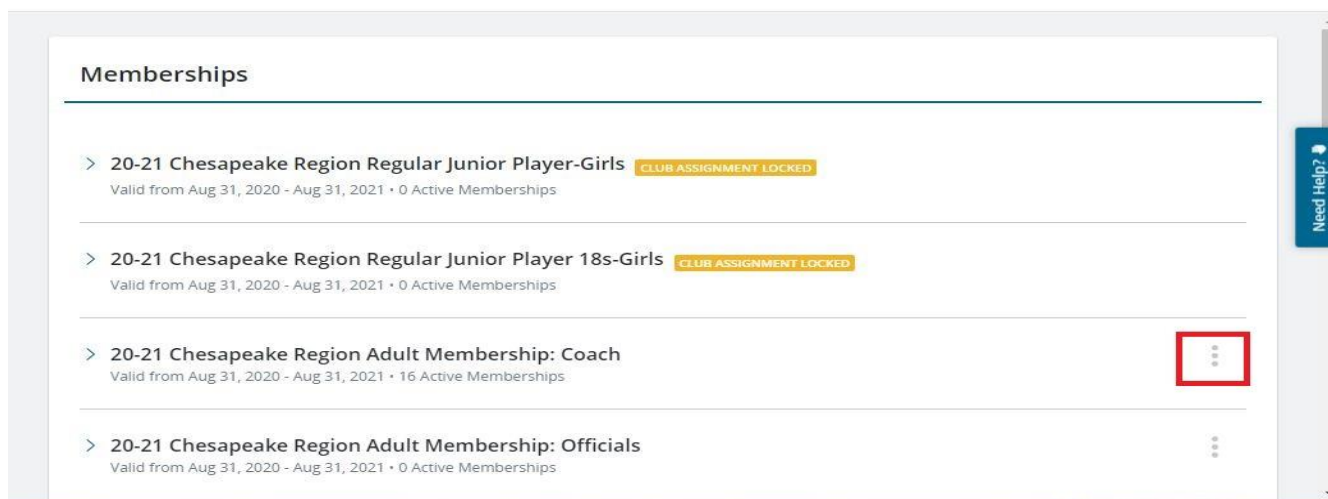 Memberships
20-21 Chesapeake Region Regular Junior Player-Girls CLUB ASSIGNMENT LOCKED
Valid from Aug 31, 2020 - Aug 31, 2021 • 0 Active Memberships
20-21 Chesapeake Region Regular Junior Player 18s-Girls CLUB ASSIGNMENT LOCKED
Valid from Aug 31, 2020 - Aug 31, 2021 • 0 Active Memberships
20-21 Chesapeake Region Adult Membership: Coach
Valid from Aug 31, 2020 - Aug 31, 2021 • 16 Active Memberships
20-21 Chesapeake Region Adult Membership: Officials
Valid from Aug 31, 2020 - Aug 31, 2021 • 0 Active Memberships
Need Help?